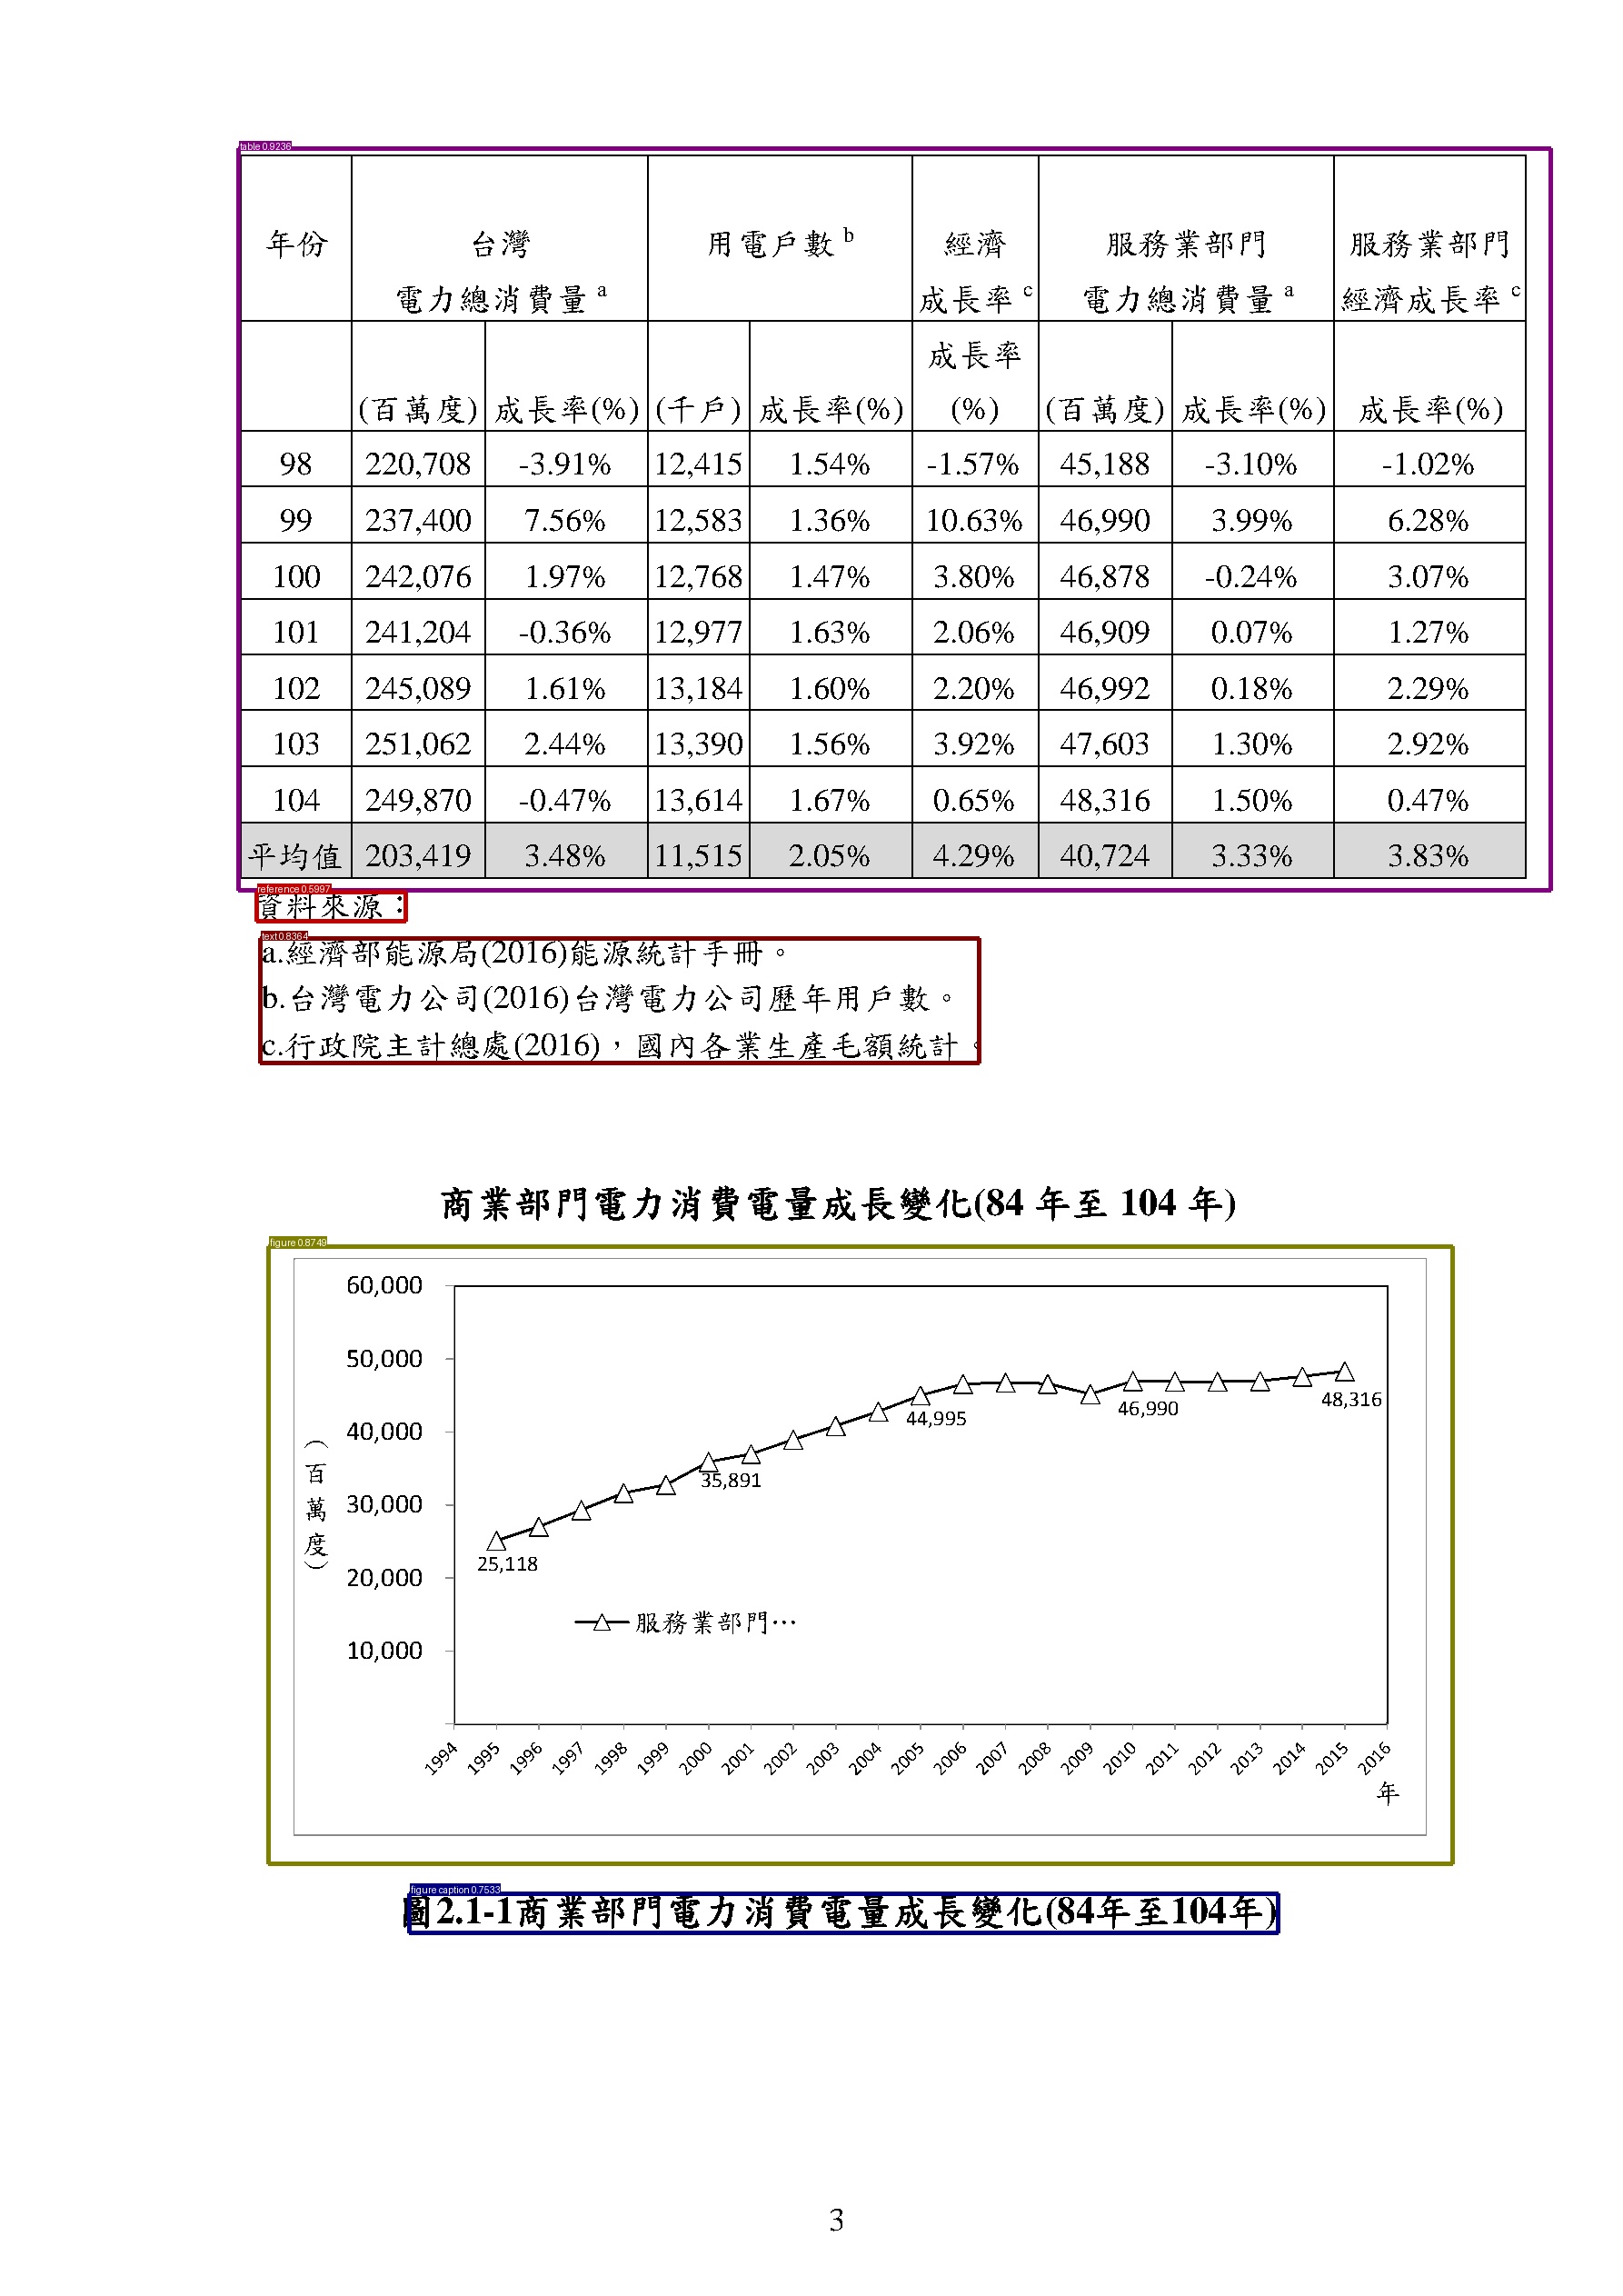 table 0.9236
年份 台灣 電力總消費量 a 用電戶數 b 經濟 成長率 c 服務業部門 電力總消費量 a 服務業部門 經濟成長率 c
(百萬度) 成長率(%) (千戶) 成長率(%) 成長率 (%) (百萬度) 成長率(%) 成長率(%)
98 220,708 -3.91% 12,415 1.54% -1.57% 45,188 -3.10% -1.02%
99 237,400 7.56% 12,583 1.36% 10.63% 46,990 3.99% 6.28%
100 242,076 1.97% 12,768 1.47% 3.80% 46,878 -0.24% 3.07%
101 241,204 -0.36% 12,977 1.63% 2.06% 46,909 0.07% 1.27%
102 245,089 1.61% 13,184 1.60% 2.20% 46,992 0.18% 2.29%
103 251,062 2.44% 13,390 1.56% 3.92% 47,603 1.30% 2.92%
104 249,870 -0.47% 13,614 1.67% 0.65% 48,316 1.50% 0.47%
平均值 203,419 3.48% 11,515 2.05% 4.29% 40,724 3.33% 3.83%
reference 0.5997
資料來源：
text 0.8364
a.經濟部能源局(2016)能源統計手冊。
b.台灣電力公司(2016)台灣電力公司歷年用戶數。
c.行政院主計總處(2016)，國內各業生產毛額統計。
商業部門電力消費電量成長變化(84 年至 104 年)
figure 0.8749
60,000
50,000
40,000
30,000
20,000
10,000
（百萬度）
25,118
35,891
44,995
46,990
48,316
服務業部門…
1994 1995 1996 1997 1998 1999 2000 2001 2002 2003 2004 2005 2006 2007 2008 2009 2010 2011 2012 2013 2014 2015 2016
年
figure caption 0.7533
圖2.1-1商業部門電力消費電量成長變化(84年至104年)
3